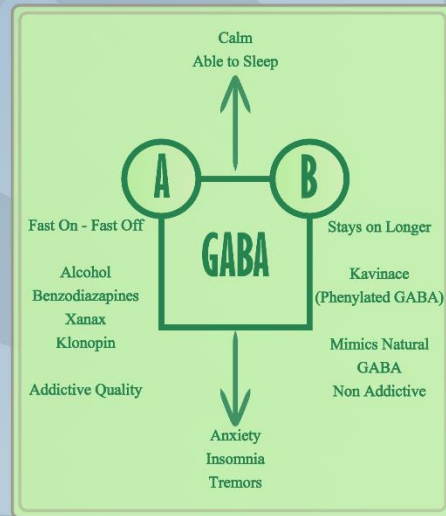 Calm
Able to Sleep
A
B
GABA
Fast On - Fast Off
Alcohol
Benzodiazapines
Xanax
Klonopin
Addictive Quality
Stays on Longer
Kavinace
(Phenylated GABA)
Mimics Natural
GABA
Non Addictive
Anxiety
Insomnia
Tremors